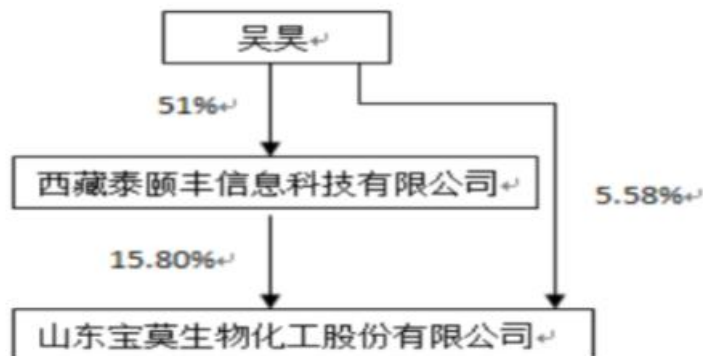 吴昊
51%
西藏泰颐丰信息科技有限公司
5.58%
15.80%
山东宝莫生物化工股份有限公司